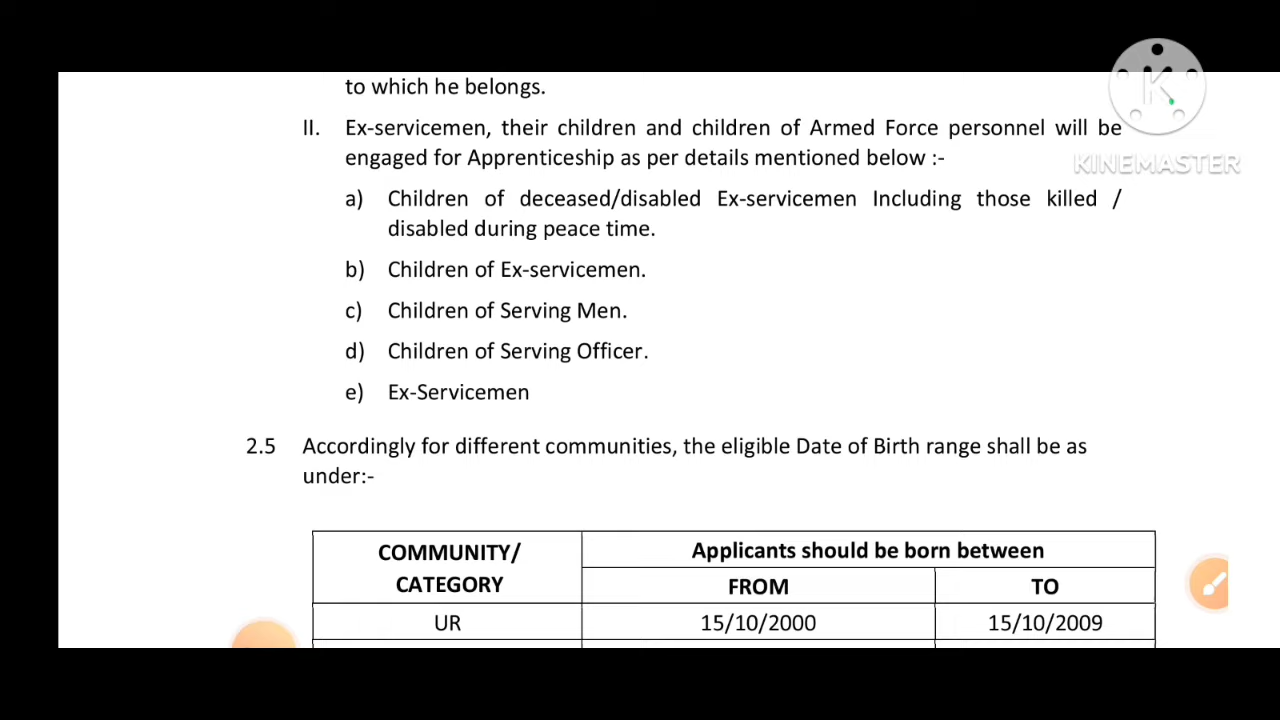 to which he belongs.
II. Ex-servicemen, their children and children of Armed Force personnel will be
engaged for Apprenticeship as per details mentioned below :-
a) Children of deceased/disabled Ex-servicemen Including those killed /
disabled during peace time.
b) Children of Ex-servicemen.
c) Children of Serving Men.
d) Children of Serving Officer.
e) Ex-Servicemen
2.5 Accordingly for different communities, the eligible Date of Birth range shall be as
under:-
COMMUNITY/
CATEGORY
Applicants should be born between
FROM TO
UR 15/10/2000 15/10/2009
K
KINEMASTER